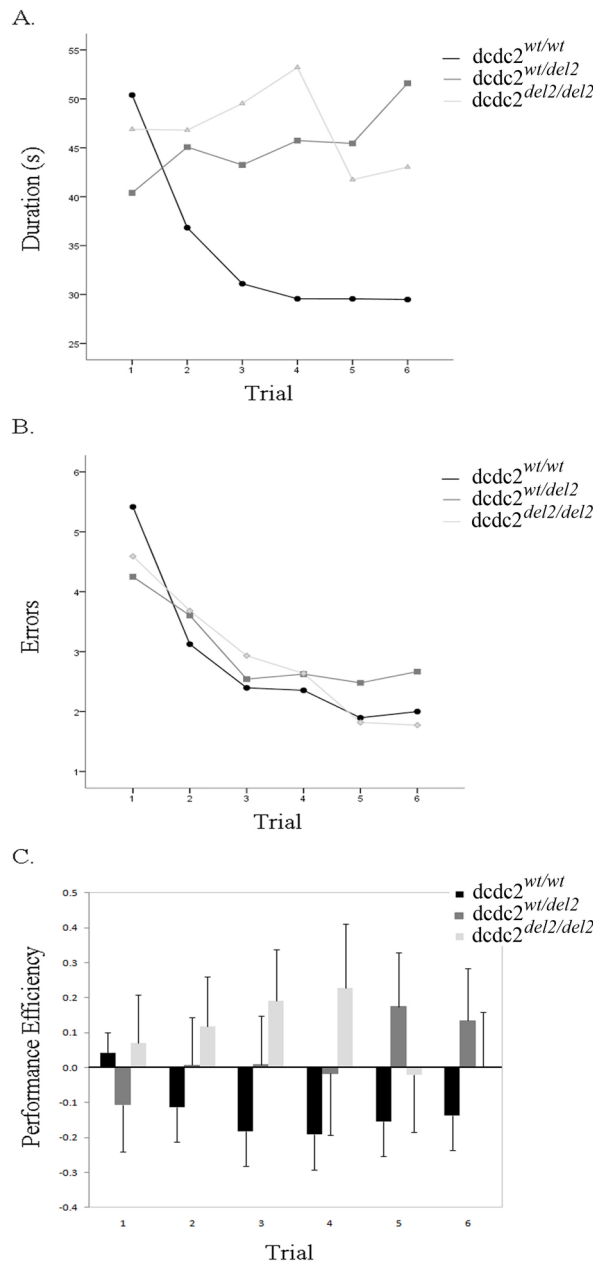 A.
dcdc2wt/wt
dcdc2wt/del2
dcdc2del2/del2
55
50
45
40
35
30
25
Duration (s)
1 2 3 4 5 6
Trial
B.
dcdc2wt/wt
dcdc2wt/del2
dcdc2del2/del2
6
5
4
3
2
1
Errors
1 2 3 4 5 6
Trial
C.
dcdc2wt/wt
dcdc2wt/del2
dcdc2del2/del2
0.5
0.4
0.3
0.2
0.1
0.0
-0.1
-0.2
-0.3
-0.4
Performance Efficiency
1 2 3 4 5 6
Trial